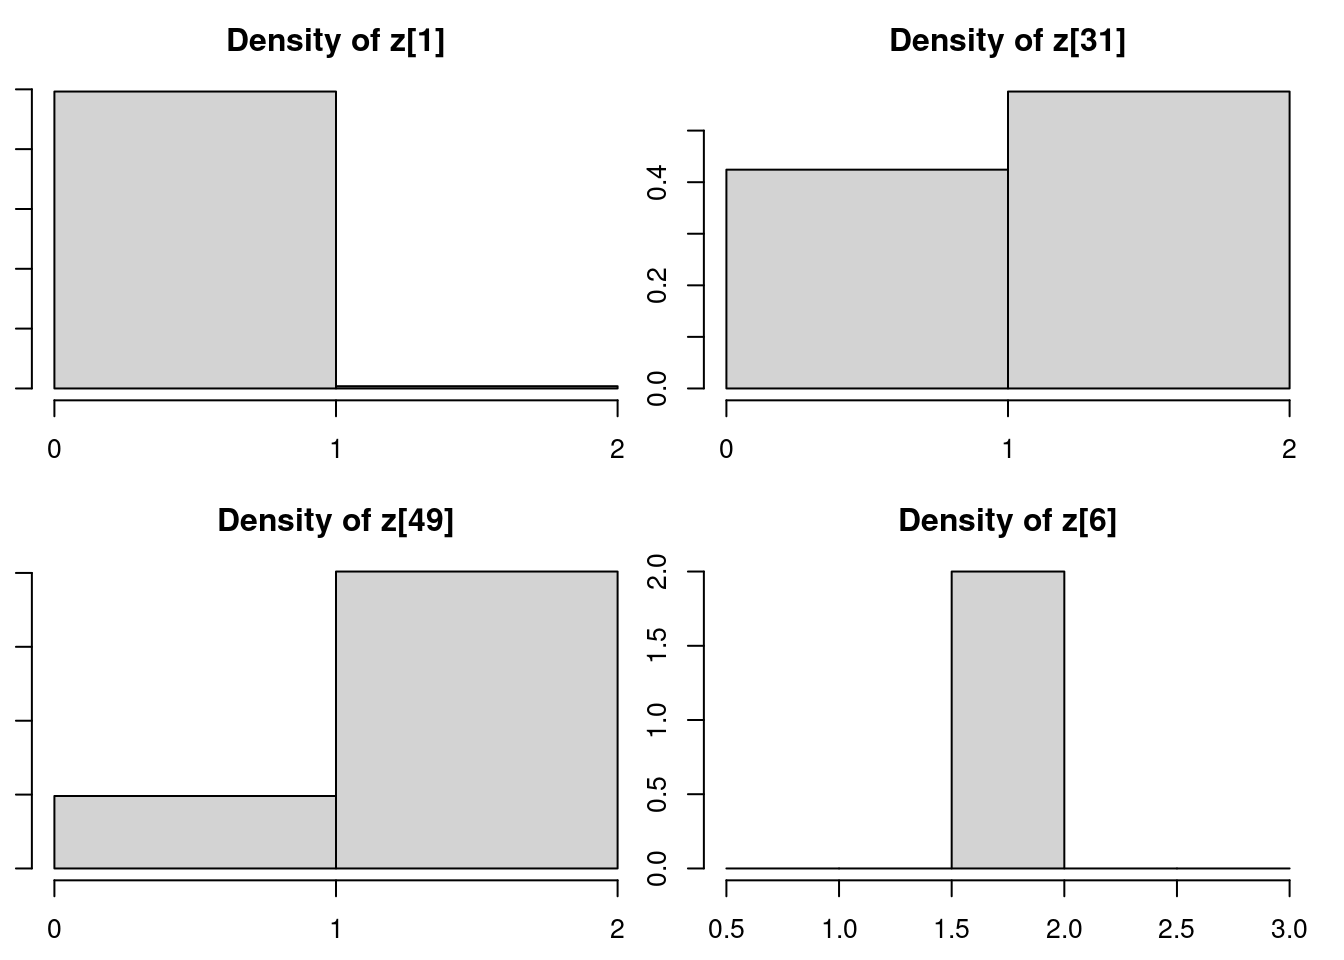 Density of z[1]
0 1 2
Density of z[31]
0.0 0.2 0.4
0 1 2
Density of z[49]
0 1 2
Density of z[6]
0.0 0.5 1.0 1.5 2.0
0.5 1.0 1.5 2.0 2.5 3.0